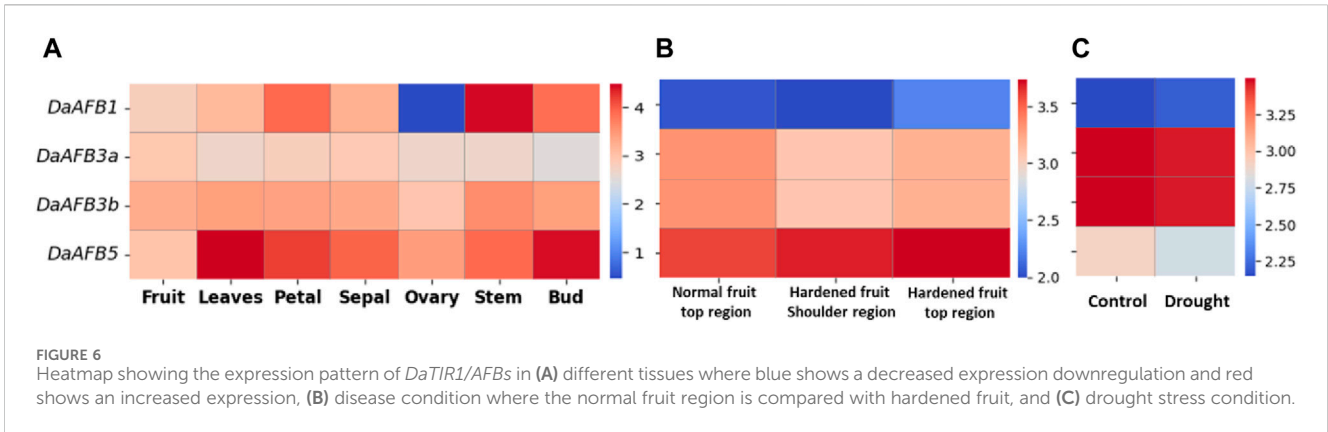 A
B
C
DaAFB1
DaAFB3a
DaAFB3b
DaAFB5
4
3
2
1
Fruit Leaves Petal Sepal Ovary Stem Bud
3.5
3.0
2.5
2.0
Normal fruit
top region
Hardened fruit
Shoulder region
Hardened fruit
top region
3.25
3.00
2.75
2.50
2.25
Control Drought
FIGURE 6
Heatmap showing the expression pattern of DaTIR1/AFBs in (A) different tissues where blue shows a decreased expression downregulation and red
shows an increased expression, (B) disease condition where the normal fruit region is compared with hardened fruit, and (C) drought stress condition.